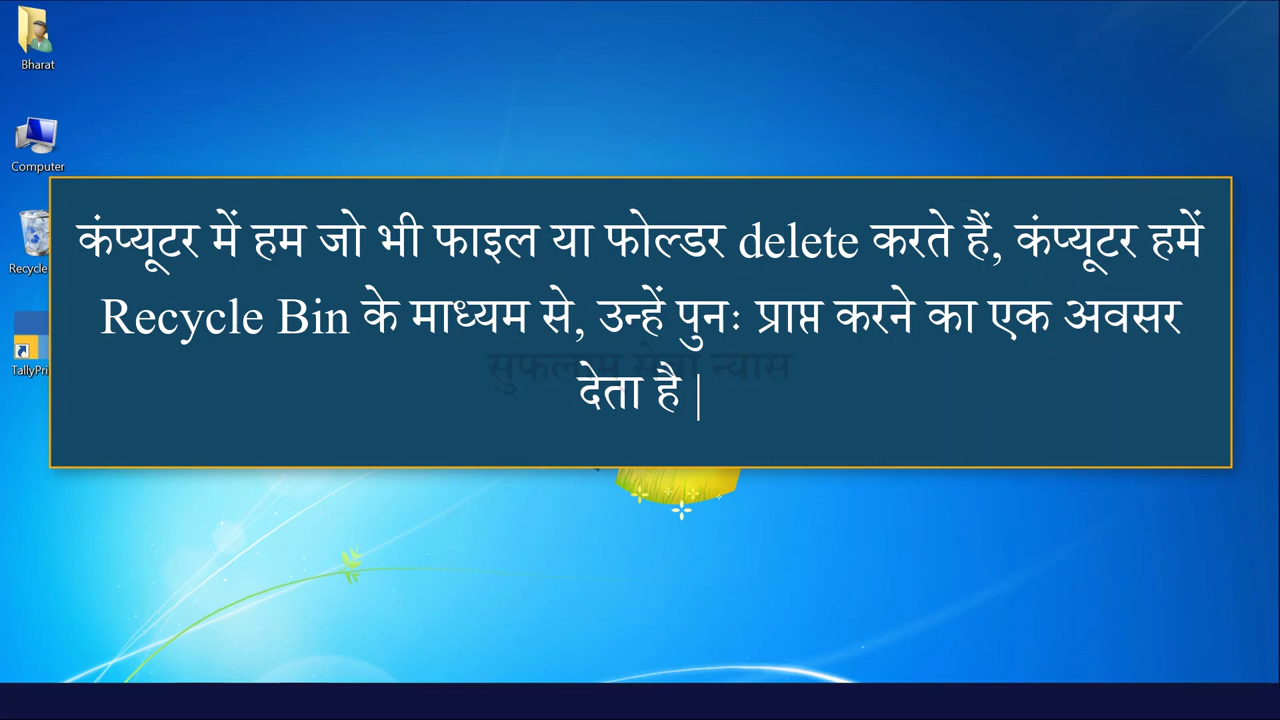 Bharat
Computer
कंप्यूटर में हम जो भी फाइल या फोल्डर delete करते हैं, कंप्यूटर हमें
Recycle
Recycle Bin के माध्यम से, उन्हें पुनः प्राप्त करने का एक अवसर
सुफलाम सेवा न्यास
TallyPri
देता है |